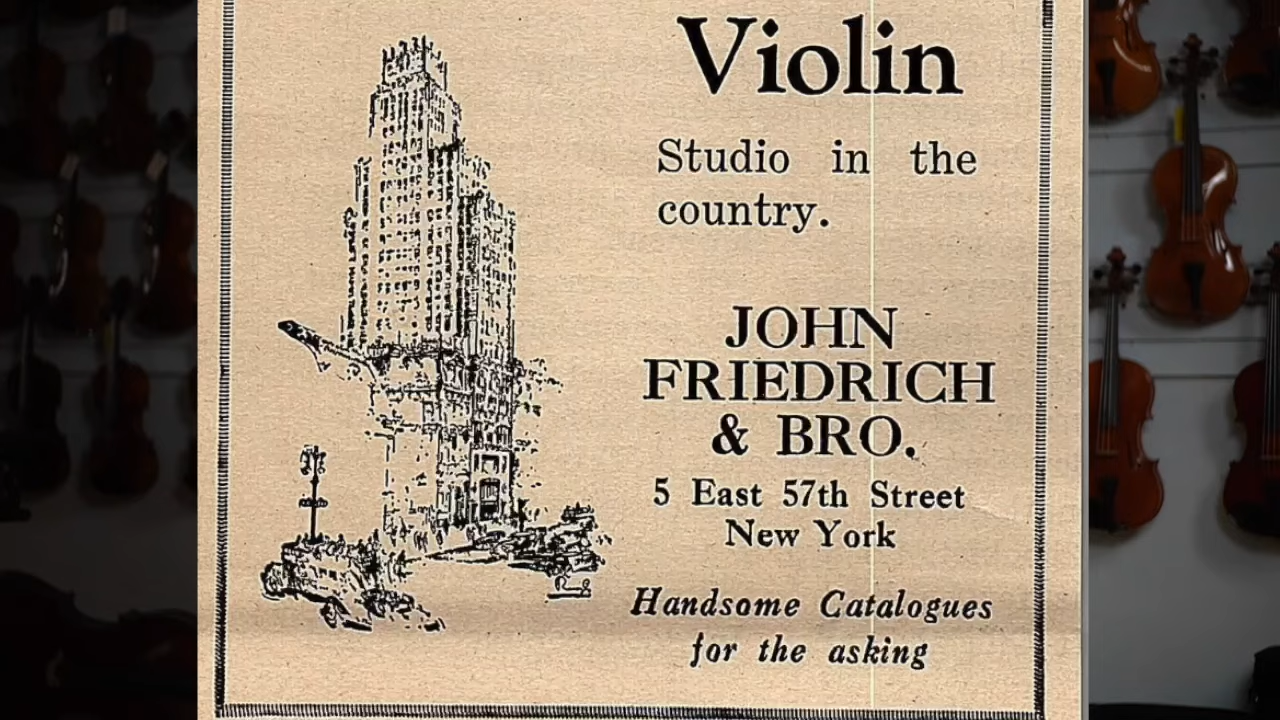 Violin
Studio in the
country.
JOHN
FRIEDRICH
& BRO.
5 East 57th Street
New York
Handsome Catalogues
for the asking